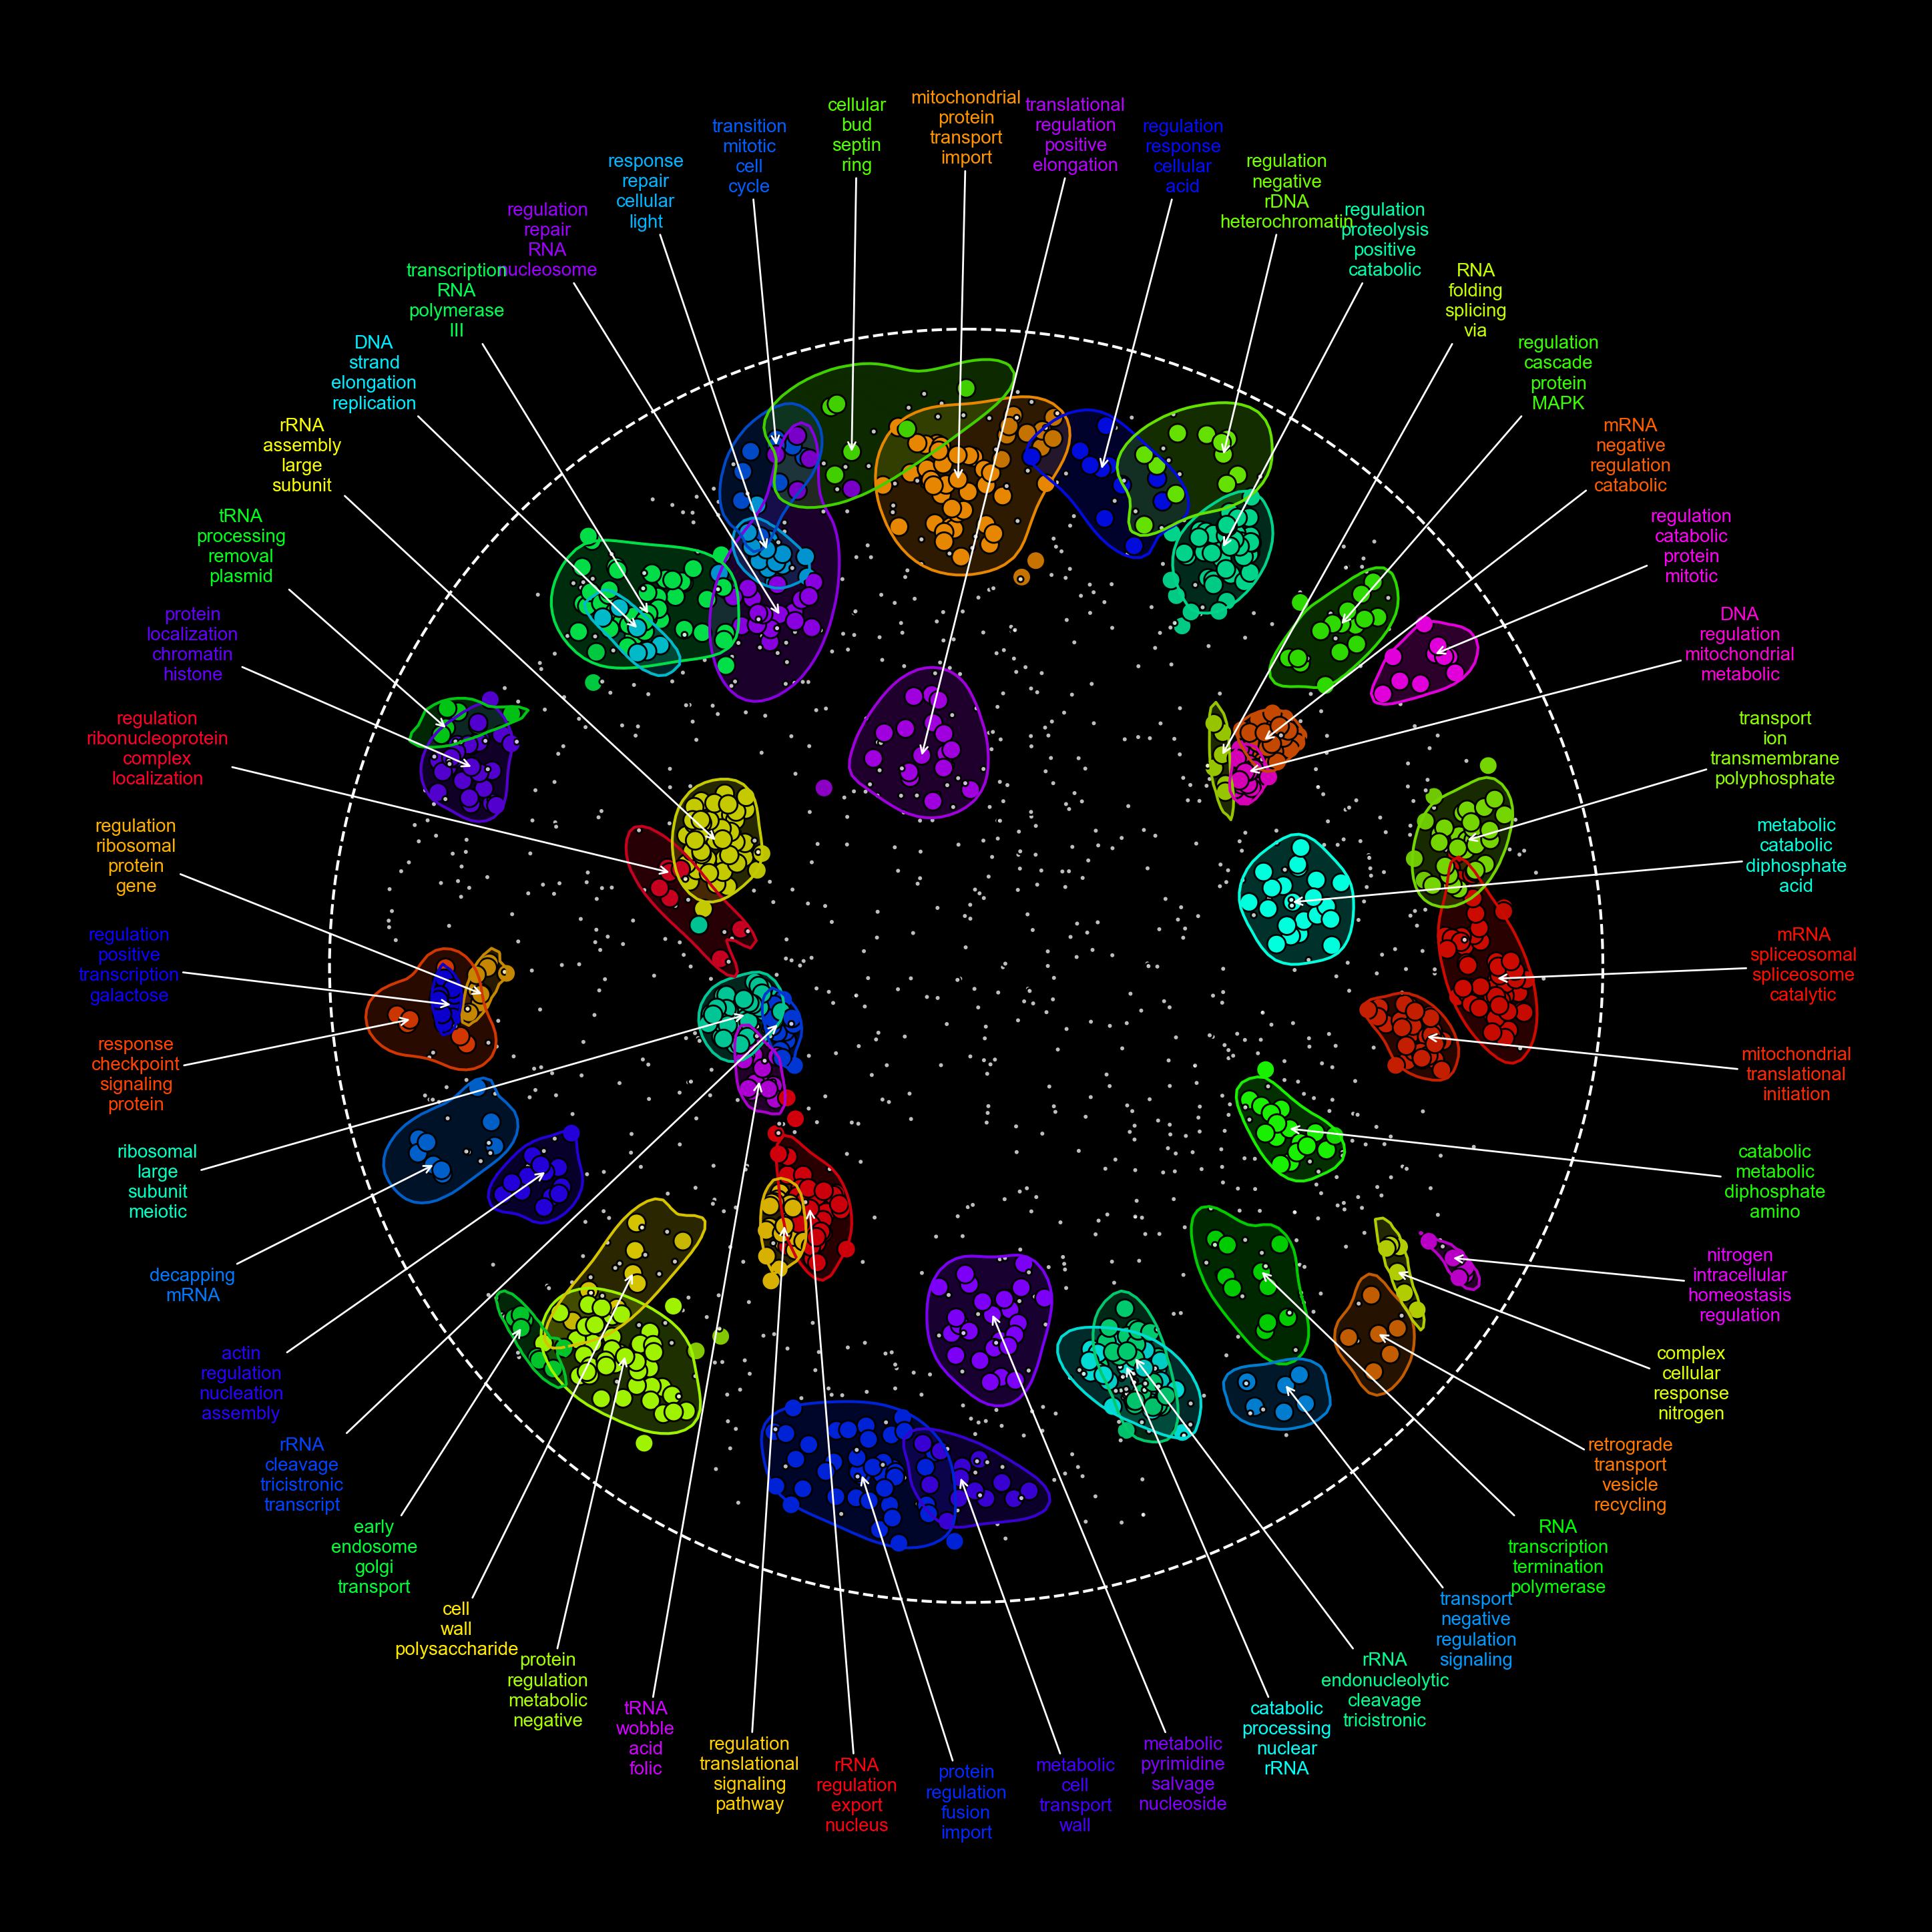 cellular
bud
septin
ring
mitochondrial
protein
transport
import
translational
regulation
positive
elongation
regulation
response
cellular
acid
regulation
negative
rDNA
heterochromatin
regulation
proteolysis
positive
catabolic
RNA
folding
splicing
via
regulation
cascade
protein
MAPK
mRNA
negative
regulation
catabolic
regulation
catabolic
protein
mitotic
DNA
regulation
mitochondrial
metabolic
transport
ion
transmembrane
polyphosphate
metabolic
catabolic
diphosphate
acid
mRNA
spliceosomal
spliceosome
catalytic
mitochondrial
translational
initiation
catabolic
metabolic
diphosphate
amino
nitrogen
intracellular
homeostasis
regulation
complex
cellular
response
nitrogen
retrograde
transport
vesicle
recycling
RNA
transcription
termination
polymerase
transport
negative
regulation
signaling
rRNA
endonucleolytic
cleavage
tricistronic
catabolic
processing
nuclear
rRNA
metabolic
pyrimidine
salvage
nucleoside
metabolic
cell
transport
wall
protein
regulation
fusion
import
rRNA
regulation
export
nucleus
regulation
translational
signaling
pathway
tRNA
wobble
acid
folic
protein
regulation
metabolic
negative
cell
wall
polysaccharide
early
endosome
golgi
transport
rRNA
cleavage
tricistronic
transcript
actin
regulation
nucleation
assembly
decapping
mRNA
ribosomal
large
subunit
meiotic
response
checkpoint
signaling
protein
regulation
positive
transcription
galactose
regulation
ribosomal
protein
gene
regulation
ribonucleoprotein
complex
localization
protein
localization
chromatin
histone
tRNA
processing
removal
plasmid
rRNA
assembly
large
subunit
DNA
strand
elongation
replication
transcription
RNA
polymerase
III
regulation
repair
RNA
nucleosome
response
repair
cellular
light
transition
mitotic
cell
cycle